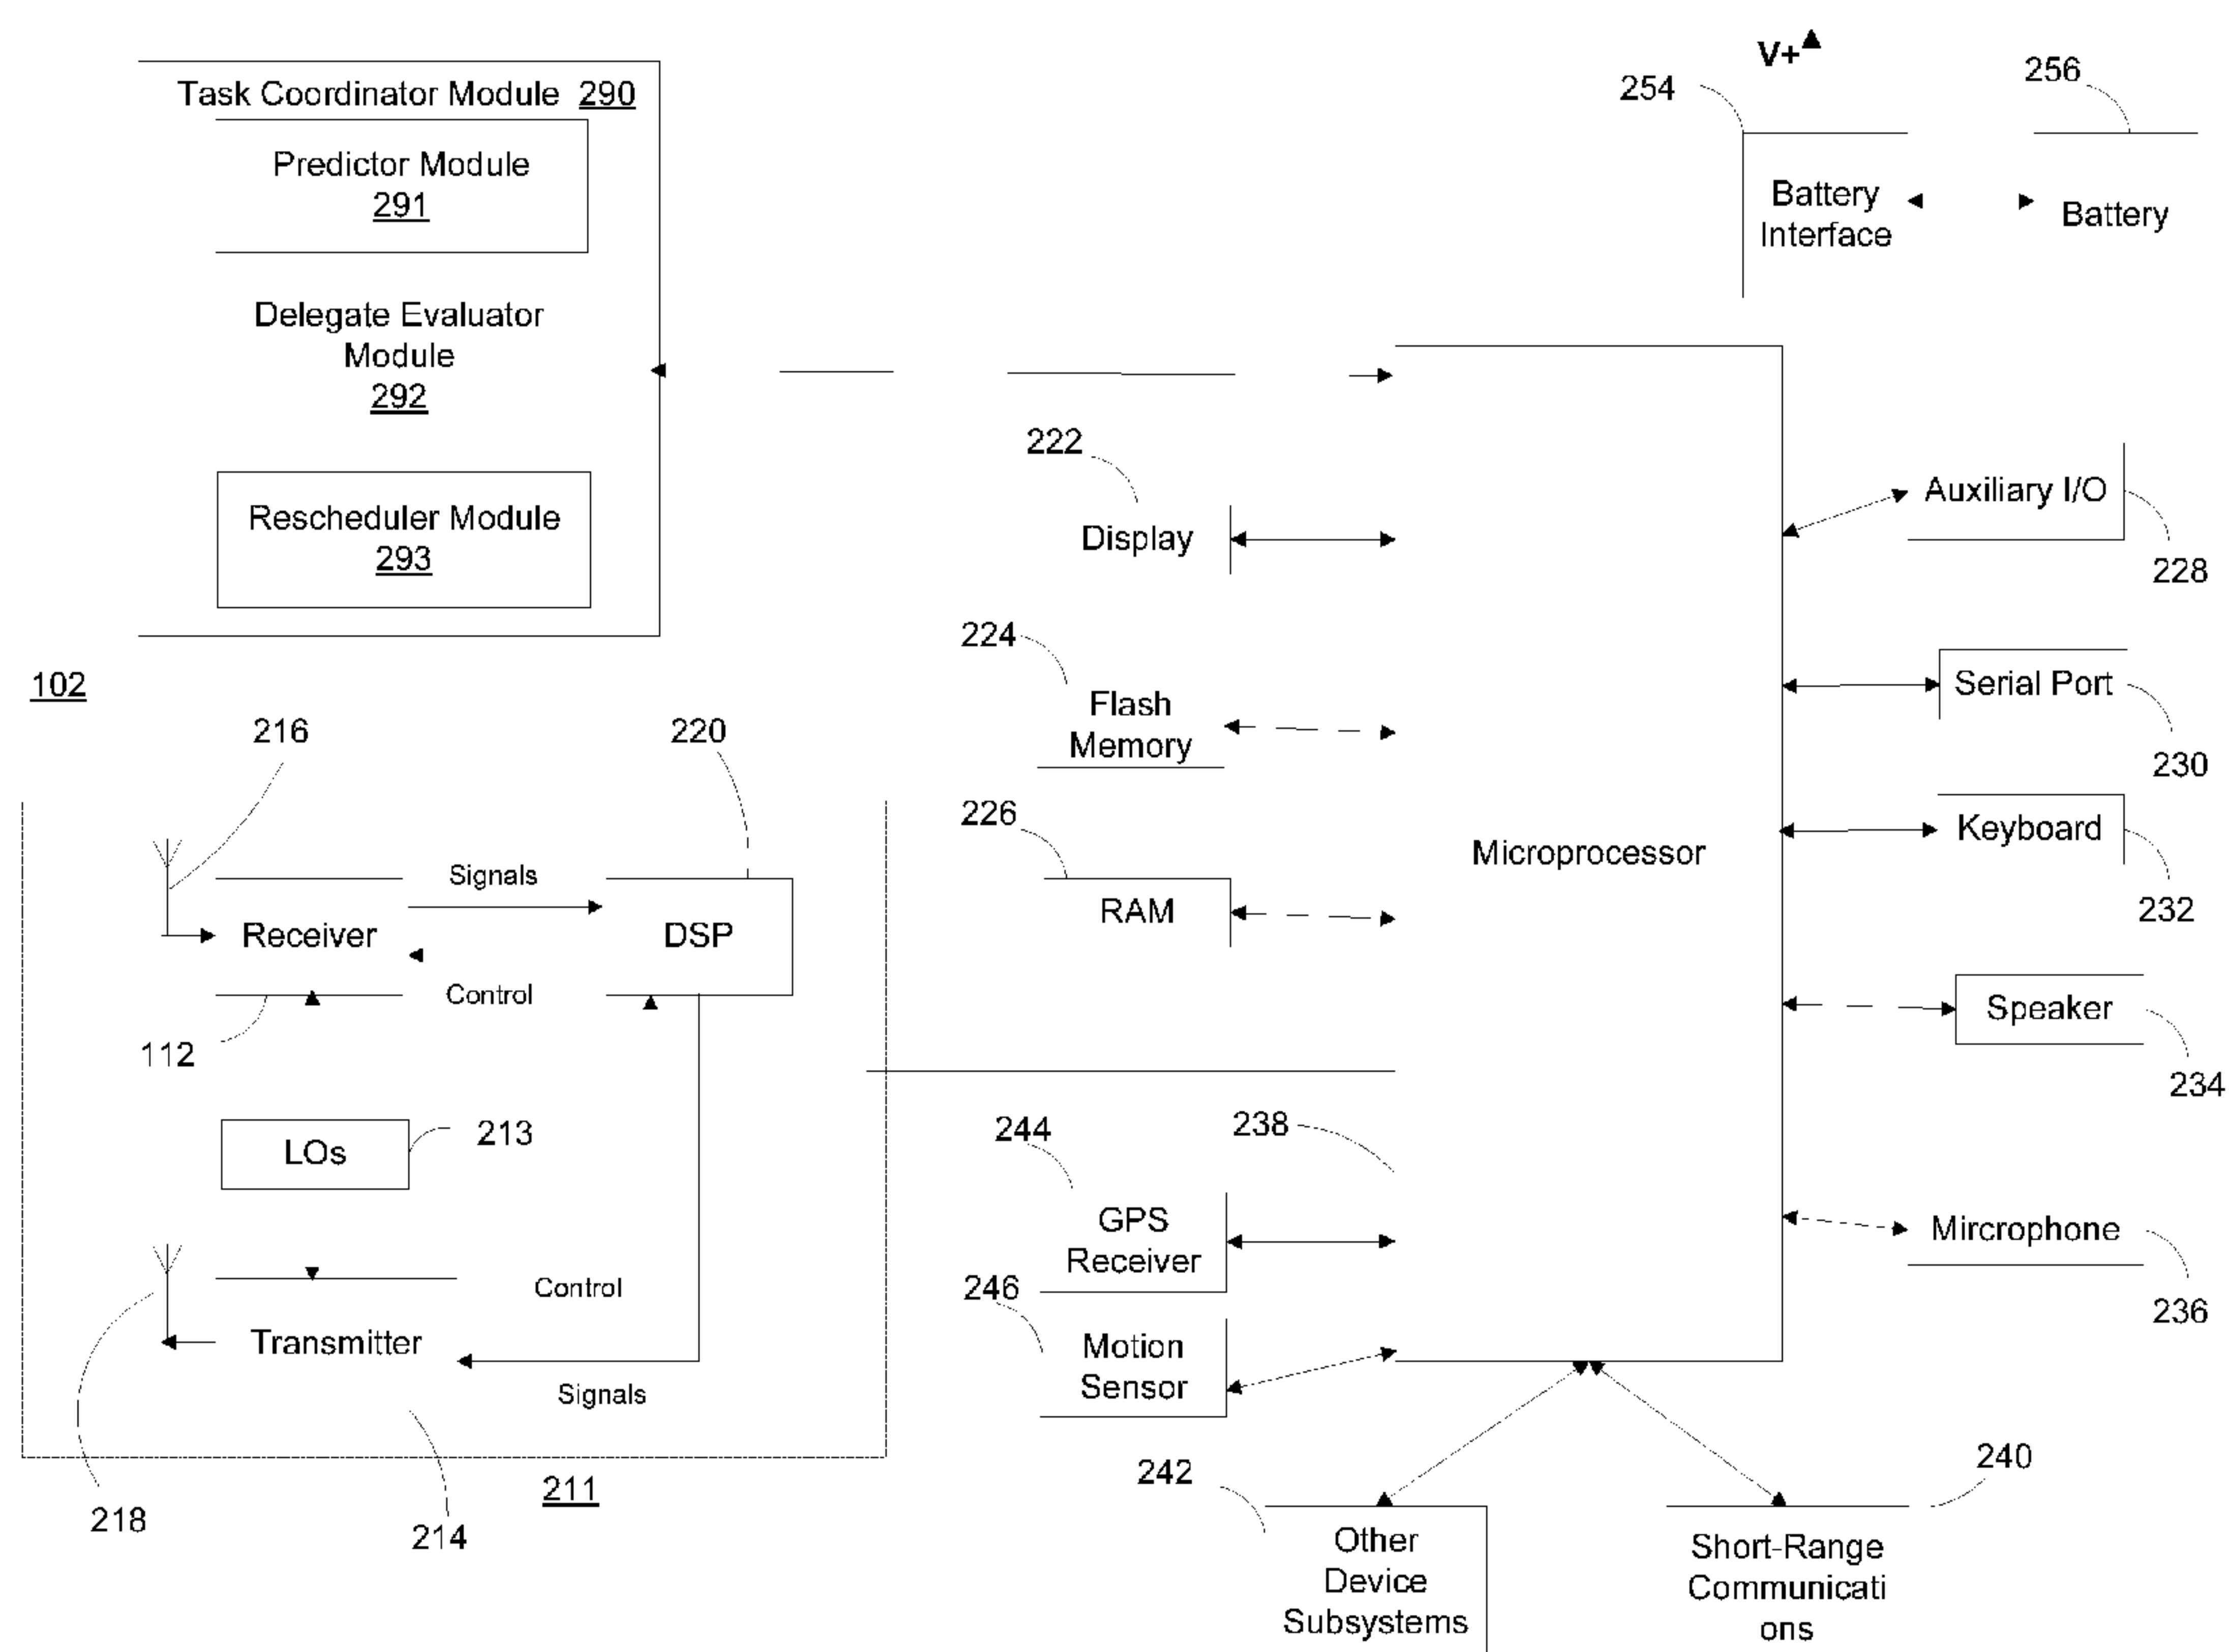 V+
254
256
Task Coordinator Module 290
Predictor Module
291
Battery
Interface
Battery
Delegate Evaluator
Module
292
222
Display
Auxiliary I/O
228
Rescheduler Module
293
224
Flash
Memory
Serial Port
230
102
216
220
226
RAM
Microprocessor
Keyboard
232
Signals
Receiver
DSP
Control
112
Speaker
234
LOs
213
244
238
GPS
Receiver
Mircrophone
236
246
Motion
Sensor
Control
Transmitter
Signals
218
214
211
242
240
Other
Device
Subsystems
Short-Range
Communicati
ons